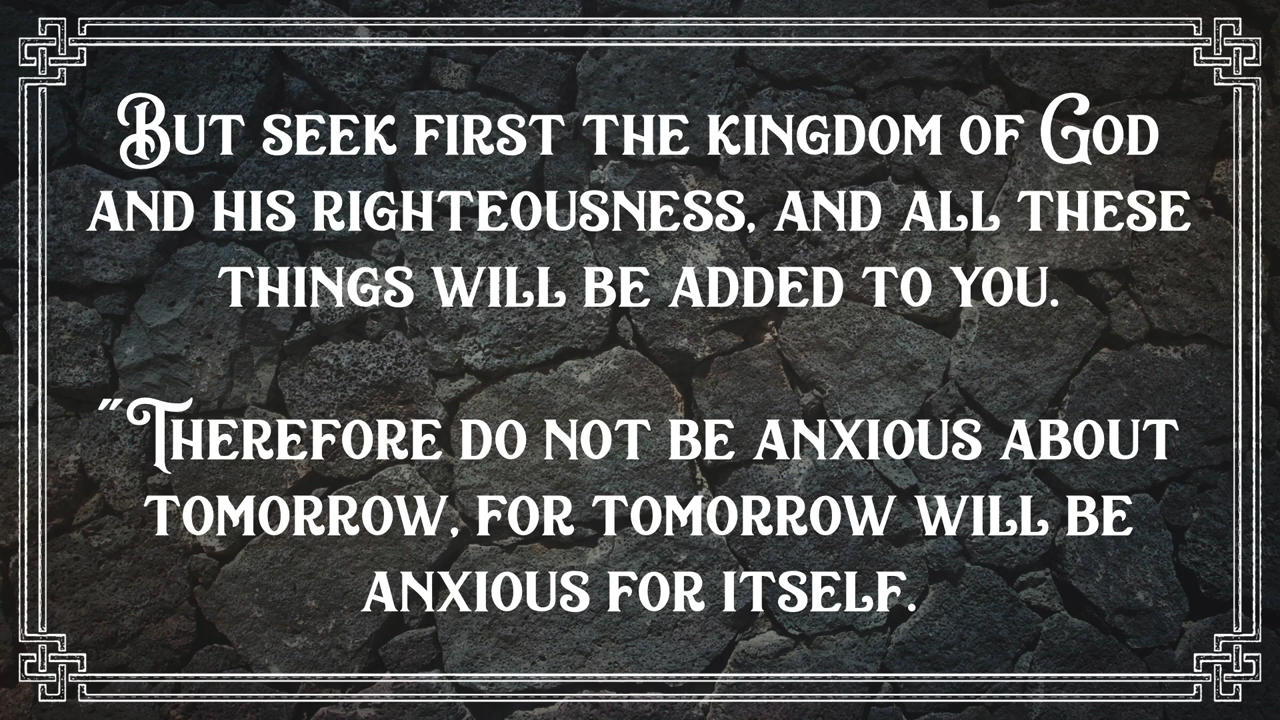 But seek first the kingdom of God
and his righteousness, and all these
things will be added to you.
"Therefore do not be anxious about
tomorrow, for tomorrow will be
anxious for itself.